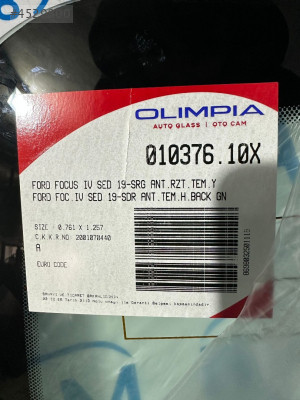 OLIMPIA
AUTO GLASS | OTO CAM
010376.10X
FORD FOCUS IV SED 19-SRG ANT.RZT.TEM.Y
FORD FOC.IV SED 19-SDR ANT.TEM.H.BACK GN
SIZE : 0.761 X 1.257
C.K.K.R NO: 2001078440
A
EURO CODE